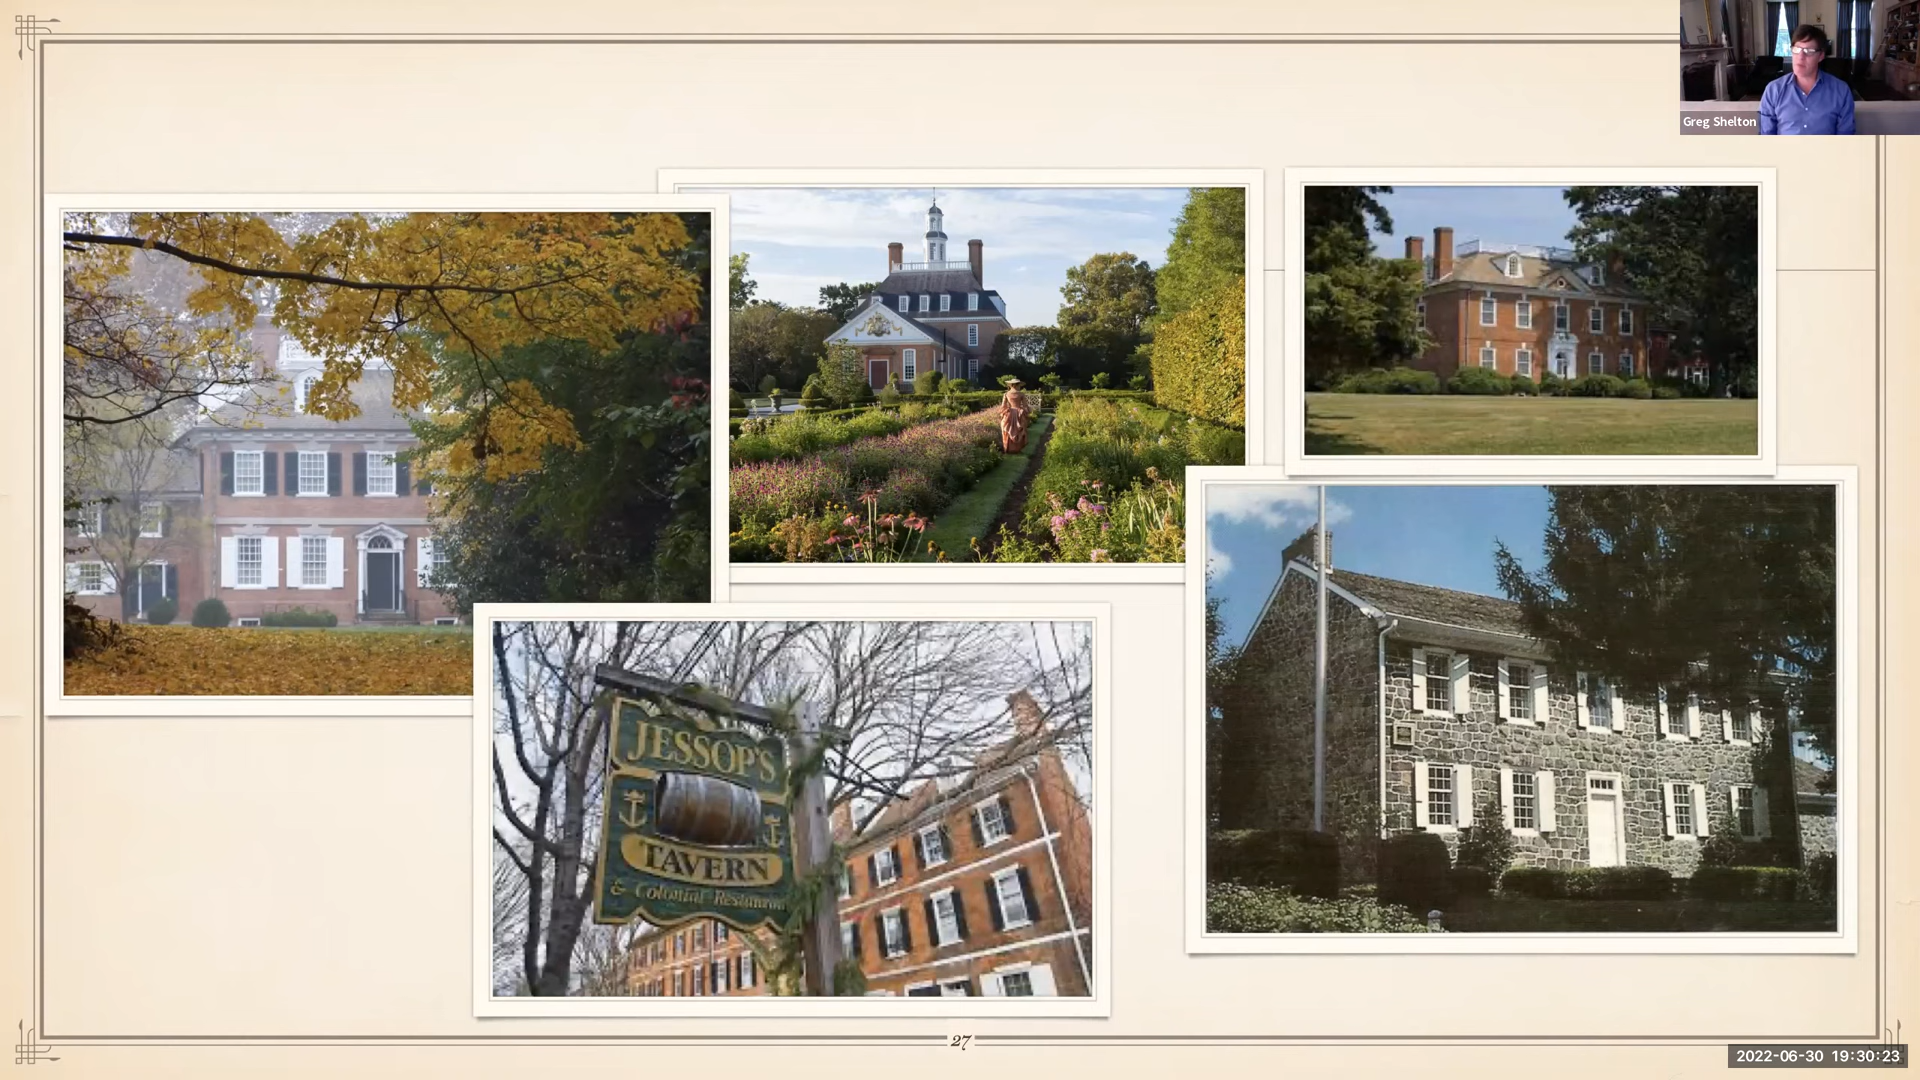 Greg Shelton
JESSOP'S
TAVERN
& Colonial Restaurant
27
2022-06-30 19:30:23